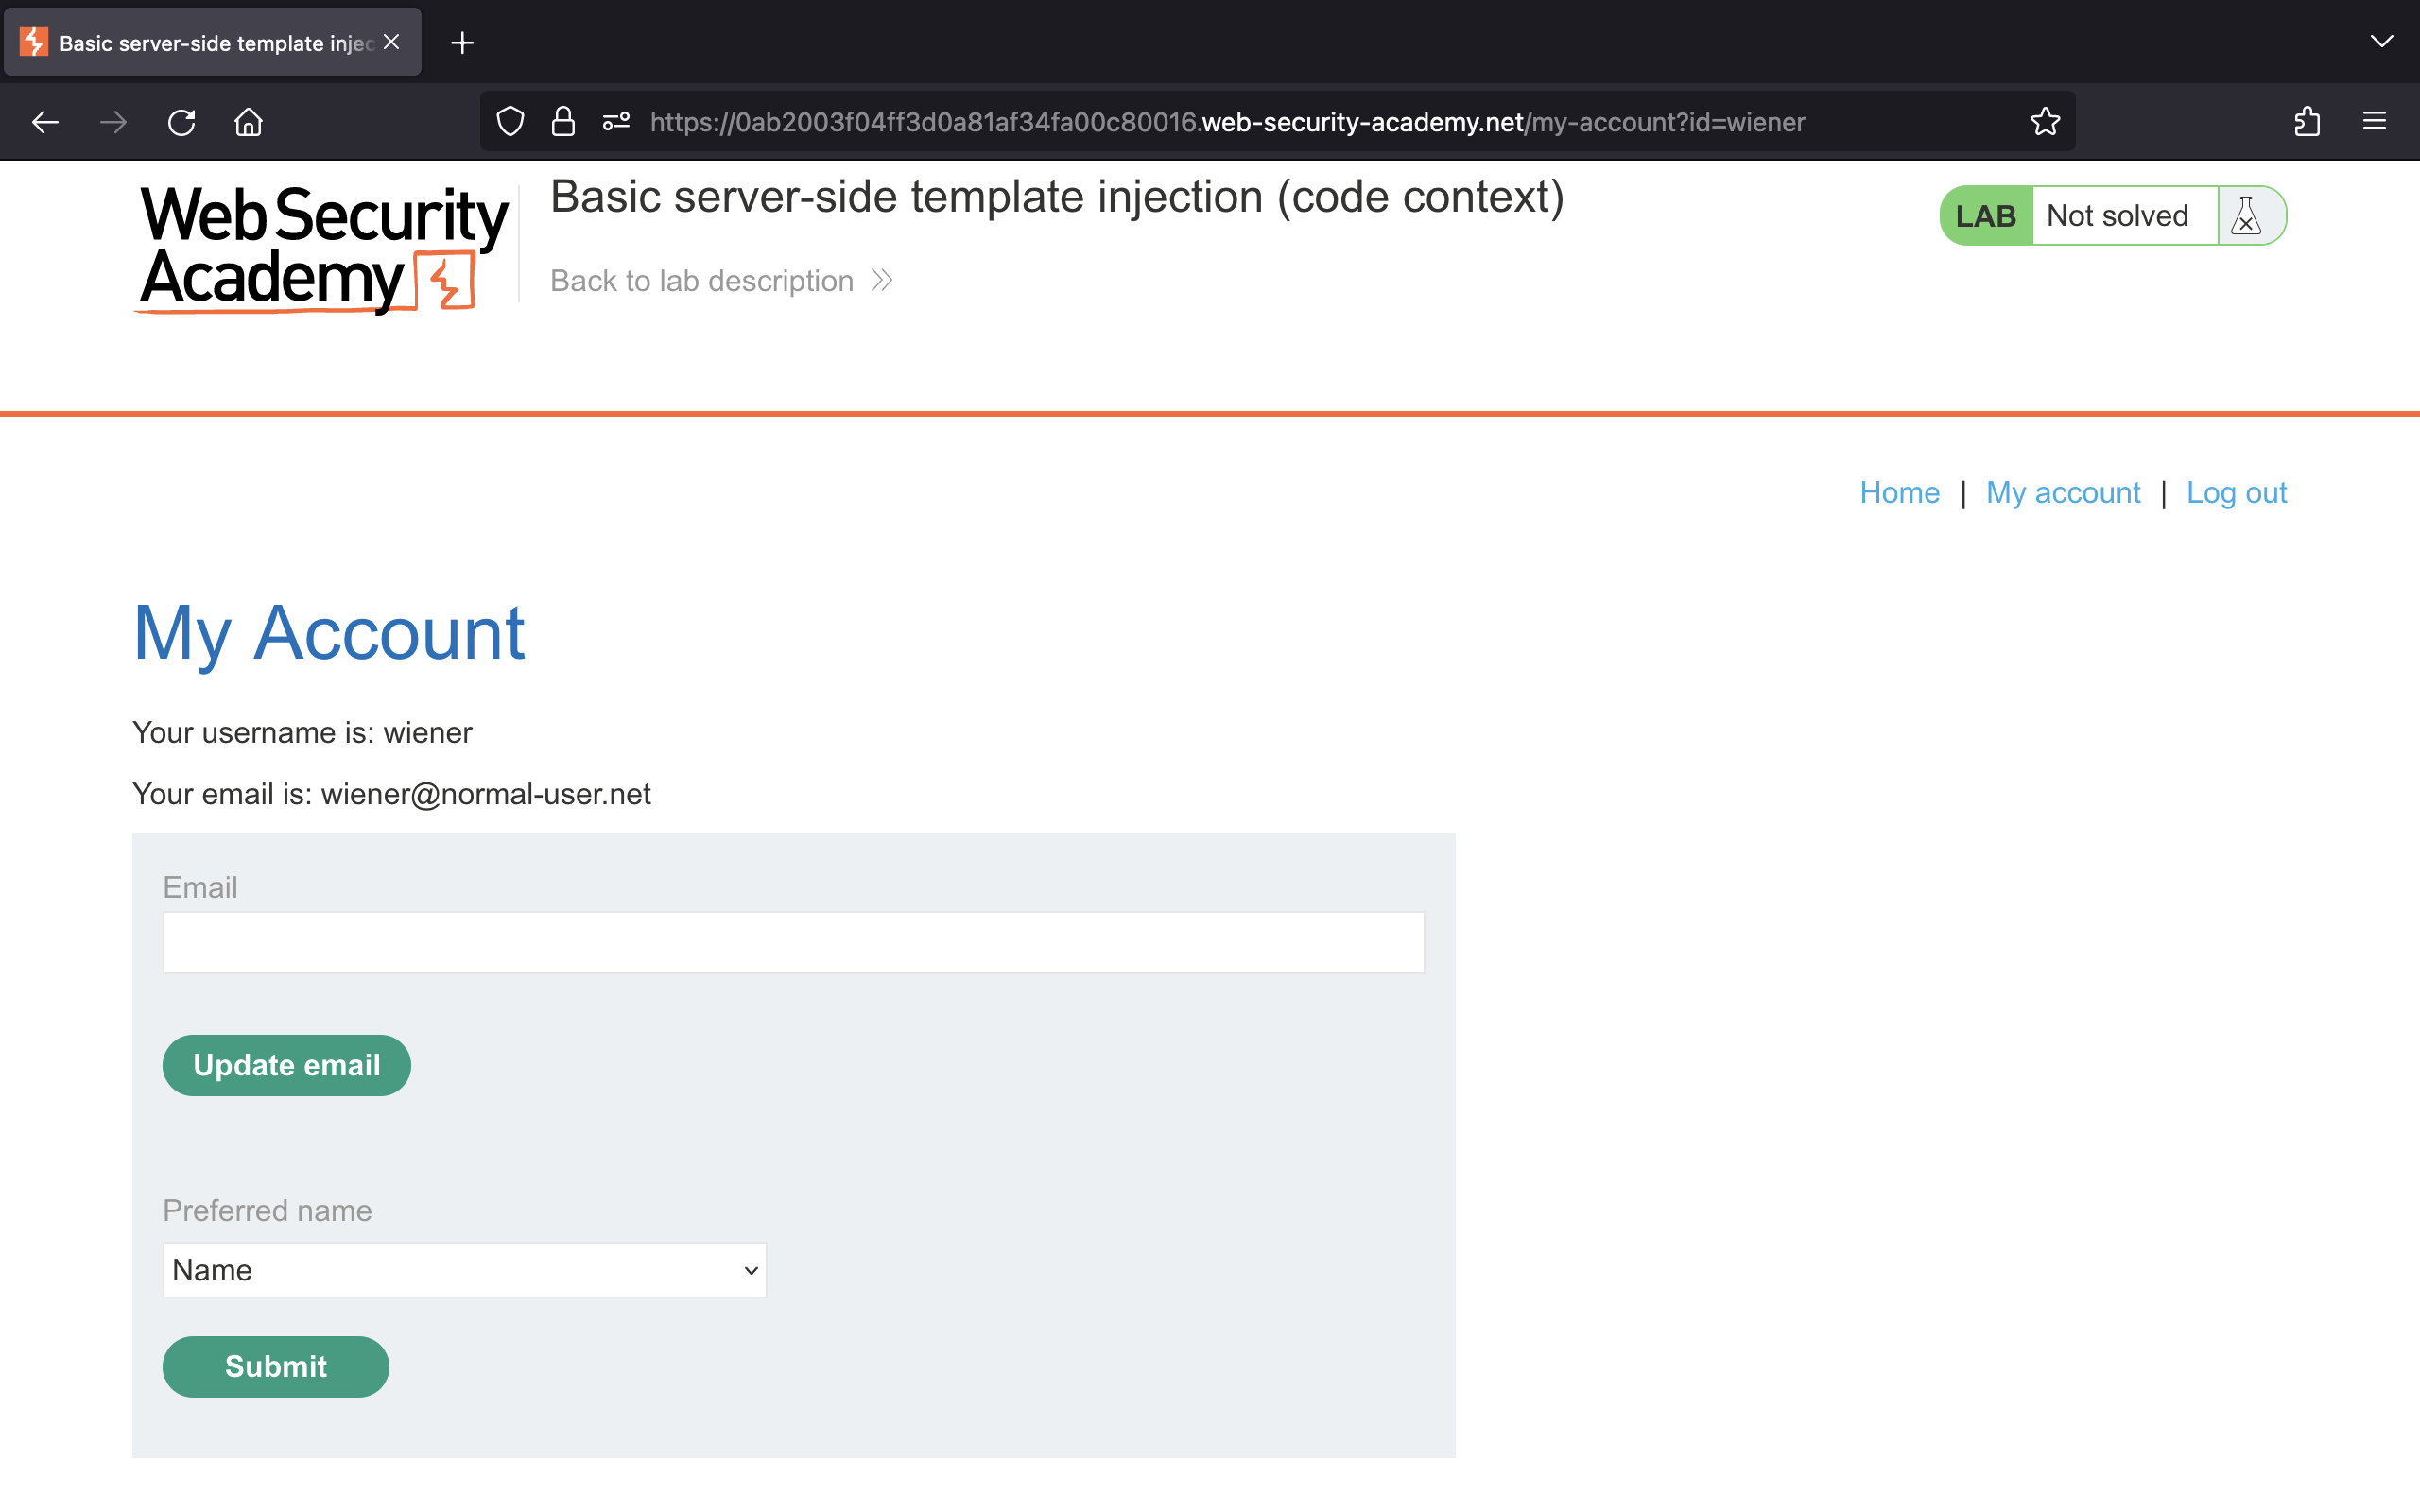 Basic server-side template injec
https://0ab2003f04ff3d0a81af34fa00c80016.web-security-academy.net/my-account?id=wiener
Web Security
Academy
Basic server-side template injection (code context)
Back to lab description
LAB Not solved
Home | My account | Log out
My Account
Your username is: wiener
Your email is: wiener@normal-user.net
Email
Update email
Preferred name
Name
Submit